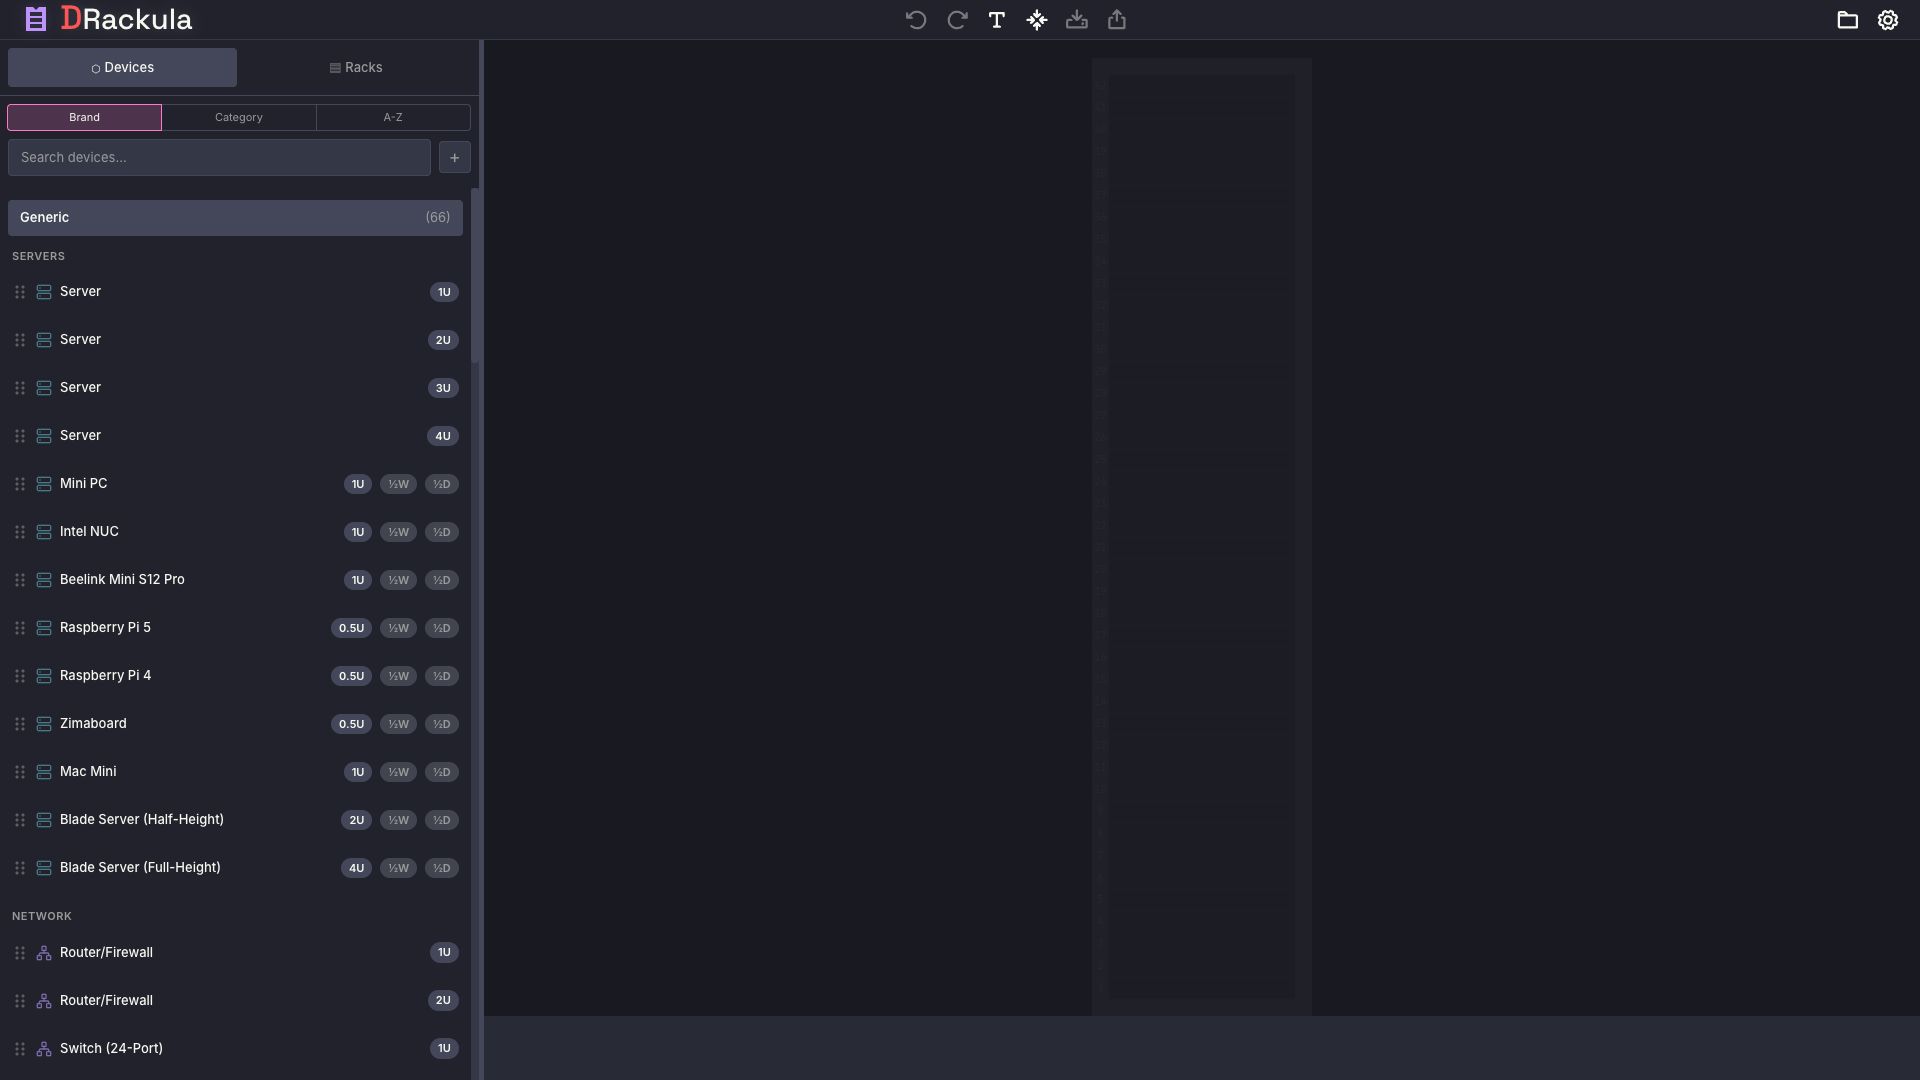 DRackula
Devices
Racks
Brand
Category
A-Z
Search devices...
+
Generic (66)
SERVERS
Server 1U
Server 2U
Server 3U
Server 4U
Mini PC 1U ½W ½D
Intel NUC 1U ½W ½D
Beelink Mini S12 Pro 1U ½W ½D
Raspberry Pi 5 0.5U ½W ½D
Raspberry Pi 4 0.5U ½W ½D
Zimaboard 0.5U ½W ½D
Mac Mini 1U ½W ½D
Blade Server (Half-Height) 2U ½W ½D
Blade Server (Full-Height) 4U ½W ½D
NETWORK
Router/Firewall 1U
Router/Firewall 2U
Switch (24-Port) 1U